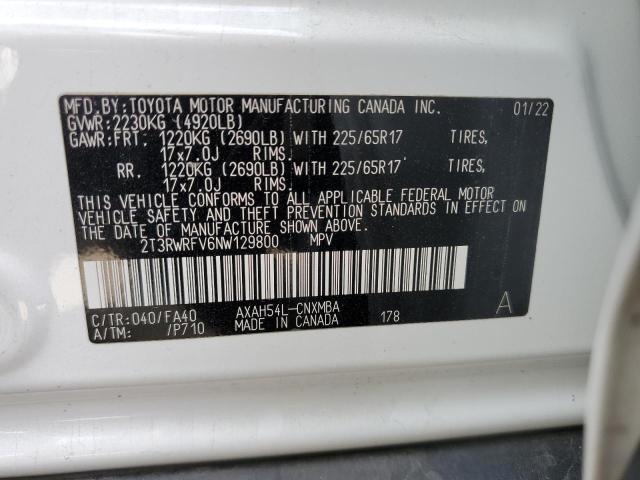 MFD.BY:TOYOTA MOTOR MANUFACTURING CANADA INC. 01/22
GVWR:2230KG (4920LB)
GAWR:FRT. 1220KG (2690LB) WITH 225/65R17 TIRES,
17x7.0J RIMS.
RR. 1220KG (2690LB) WITH 225/65R17 TIRES,
17x7.0J RIMS.
THIS VEHICLE CONFORMS TO ALL APPLICABLE FEDERAL MOTOR
VEHICLE SAFETY AND THEFT PREVENTION STANDARDS IN EFFECT ON
THE DATE OF MANUFACTURE SHOWN ABOVE.
2T3RWRFV6NW129800 MPV
C/TR:040/FA40 AXAH54L-CNXMBA A
A/TM: /P710 MADE IN CANADA 178